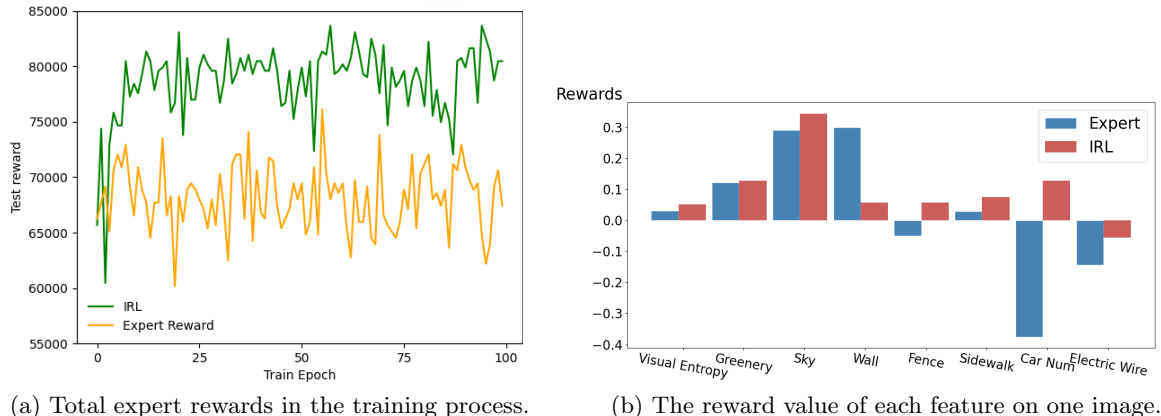 85000
80000
75000
70000
65000
60000
55000
Test reward
IRL
Expert Reward
0 25 50 75 100
Train Epoch
(a) Total expert rewards in the training process.
Rewards
Expert
IRL
0.3
0.2
0.1
0.0
−0.1
−0.2
−0.3
−0.4
Visual Entropy Greenery Sky Wall Fence Sidewalk Car Num Electric Wire
(b) The reward value of each feature on one image.